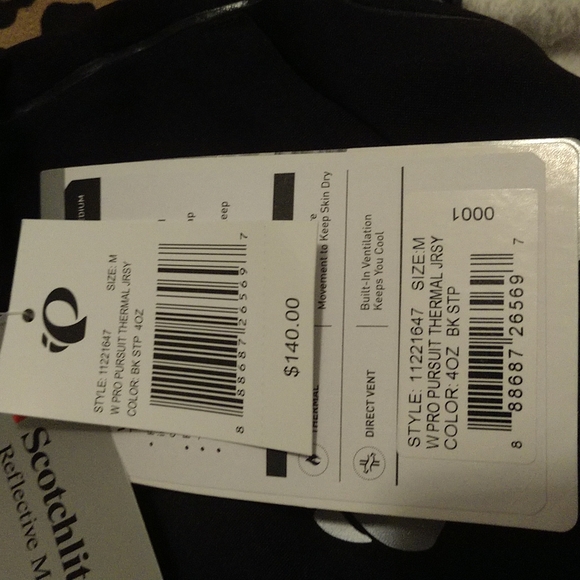 STYLE: 11221647 SIZE: M
W PRO PURSUIT THERMAL JRSY
COLOR: BK STP 4OZ
8 88687 26569 7
$140.00
Movement to Keep Skin Dry
THERMAL
Built-In Ventilation
Keeps You Cool
DIRECT VENT
0001
STYLE: 11221647 SIZE:M
W PRO PURSUIT THERMAL JRSY
COLOR: 4OZ BK STP
8 88687 26569 7
Scotchlit
Reflective M